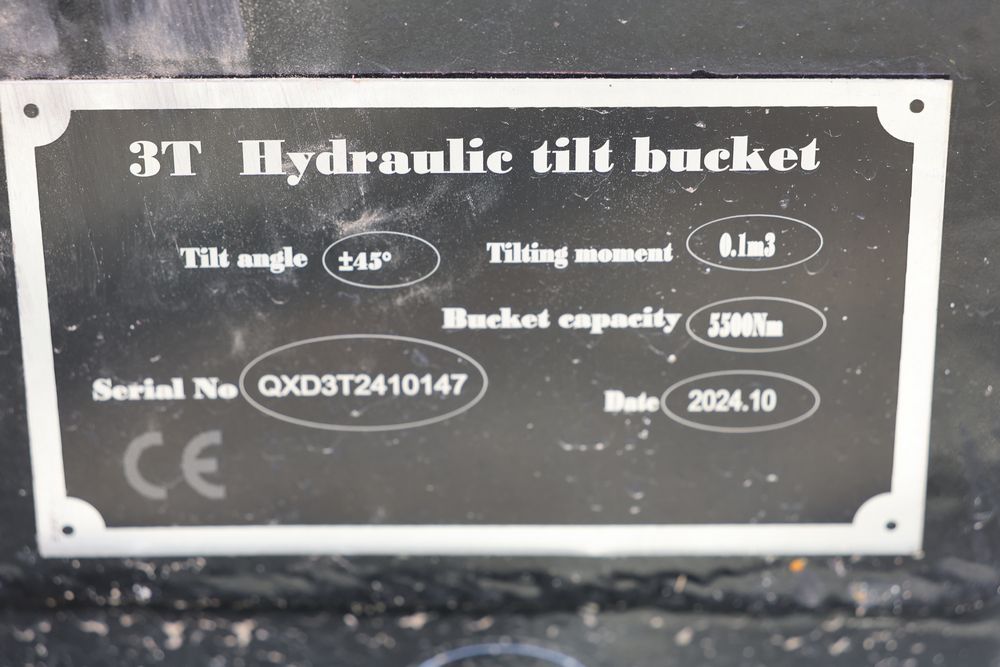 3T Hydraulic tilt bucket
Tilt angle ±45° Tilting moment 0.1m3
Bucket capacity 5500Nm
Serial No QXD3T2410147 Date 2024.10
CE